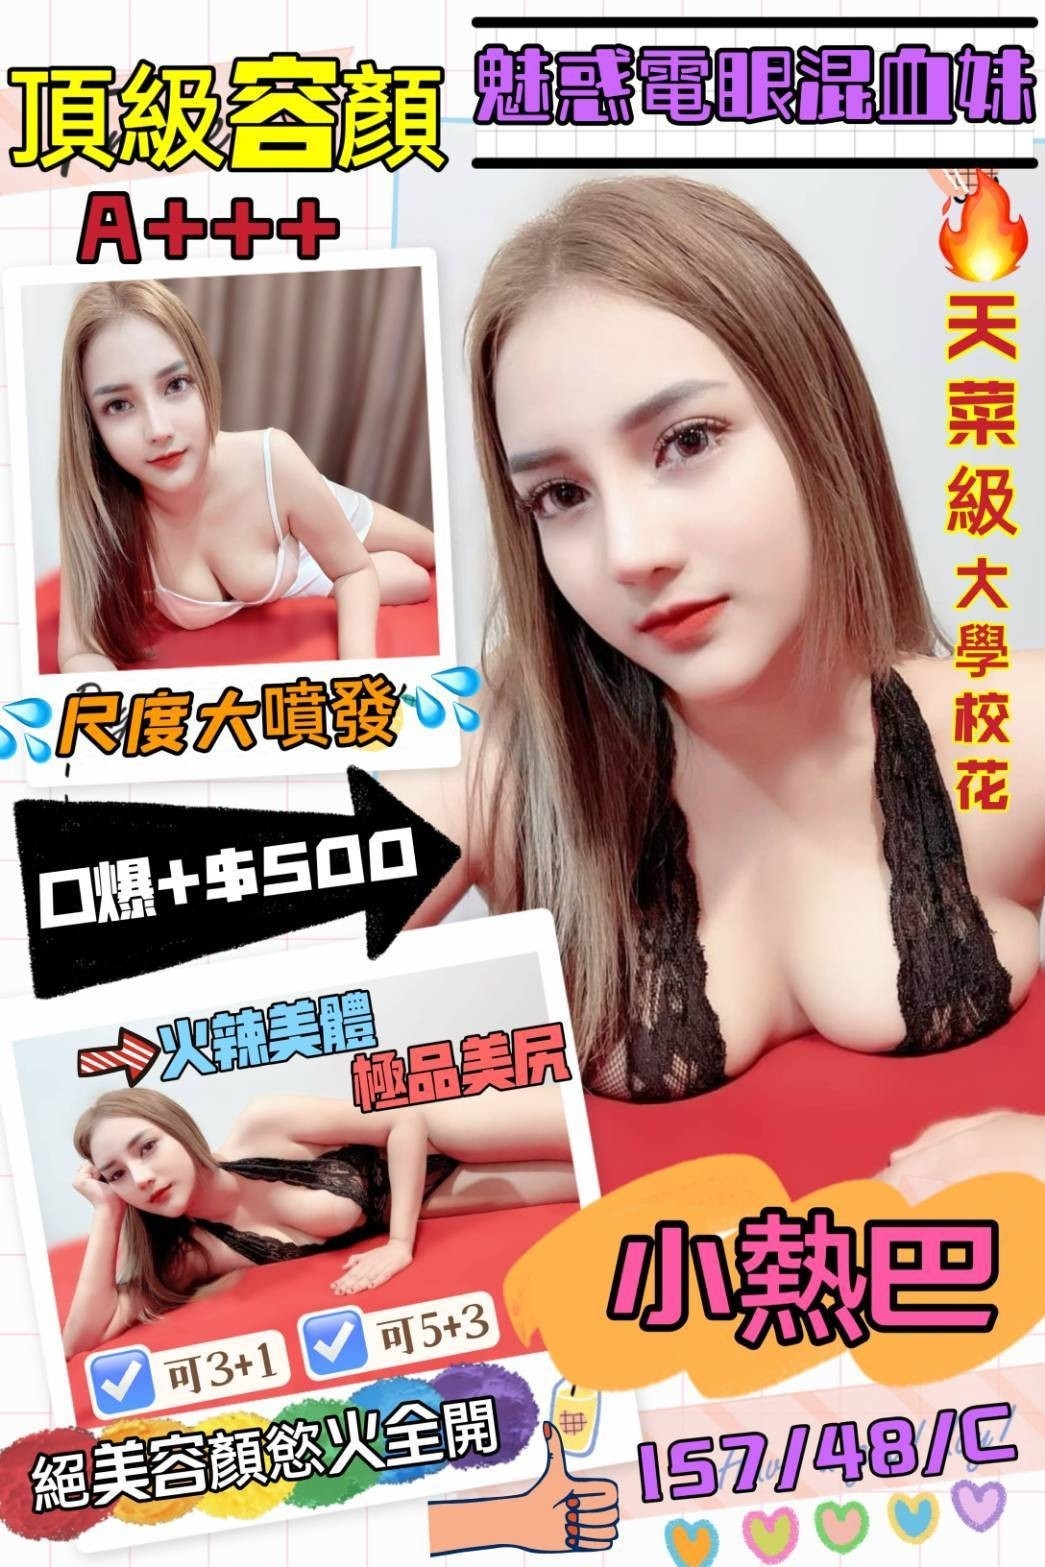 頂級容顏
魅惑電眼混血妹
A+++
天菜級大學校花
尺度大噴發
口爆+$500
火辣美體
極品美尻
小熱巴
可3+1
可5+3
絕美容顏慾火全開
157/48/C